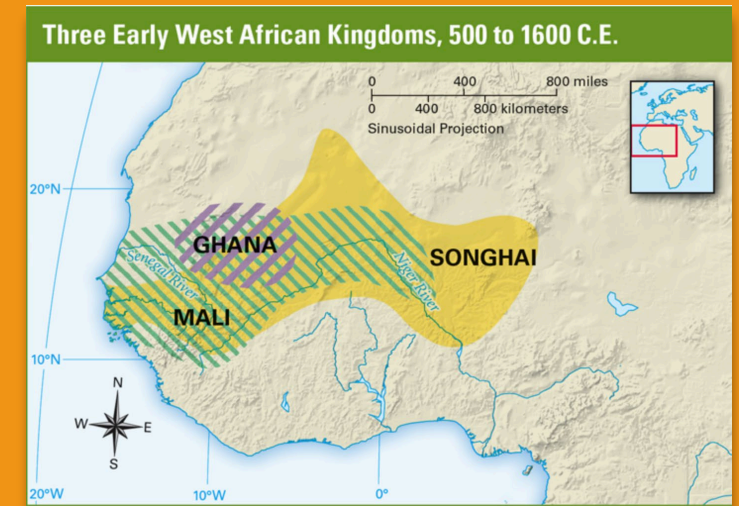 Three Early West African Kingdoms, 500 to 1600 C.E.
0 400 800 miles
0 400 800 kilometers
Sinusoidal Projection
20°N
GHANA
SONGHAI
Senegal River
Niger River
MALI
10°N
N
W E
S
20°W 10°W 0°